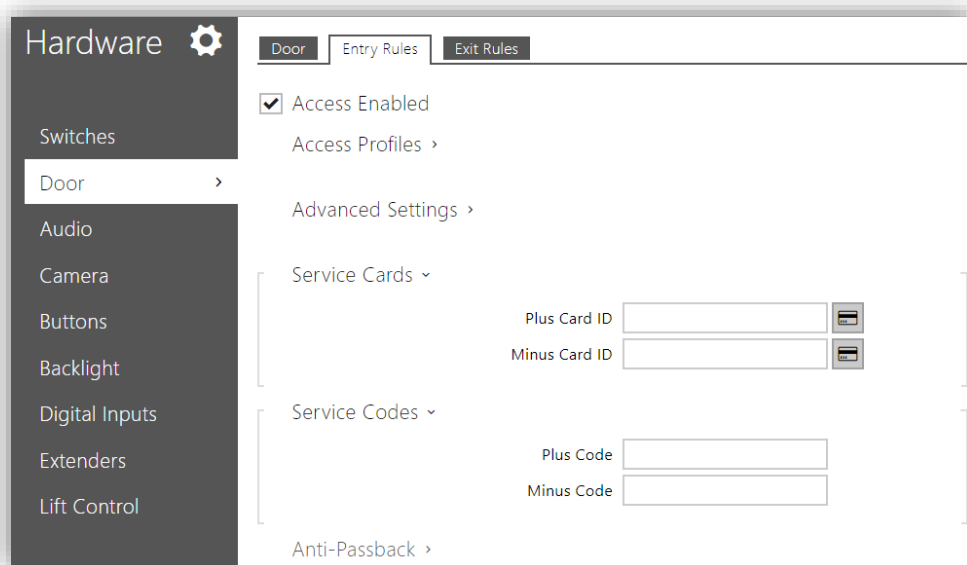 Hardware
Switches
Door
Audio
Camera
Buttons
Backlight
Digital Inputs
Extenders
Lift Control
Door Entry Rules Exit Rules
Access Enabled
Access Profiles
Advanced Settings
Service Cards
Plus Card ID
Minus Card ID
Service Codes
Plus Code
Minus Code
Anti-Passback